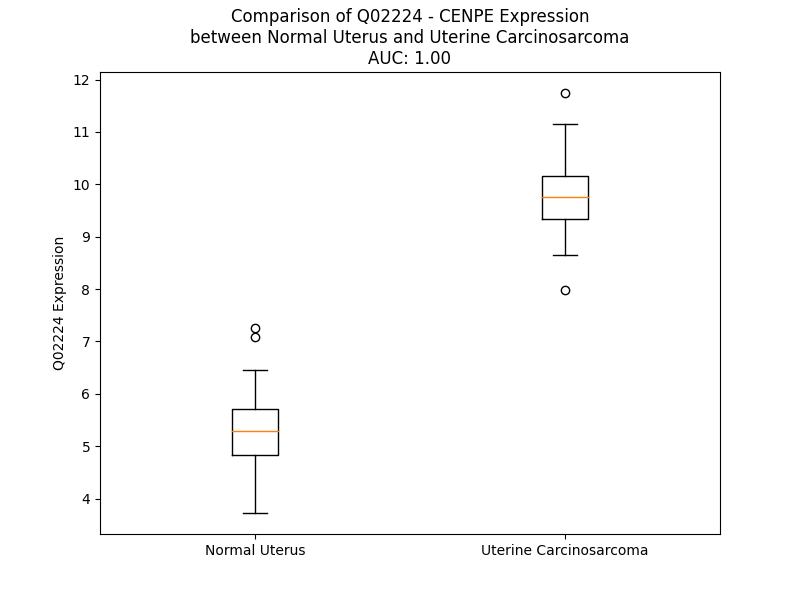 Comparison of Q02224 - CENPE Expression
between Normal Uterus and Uterine Carcinosarcoma
AUC: 1.00
12
11
10
9
8
7
6
5
4
Q02224 Expression
Normal Uterus
Uterine Carcinosarcoma